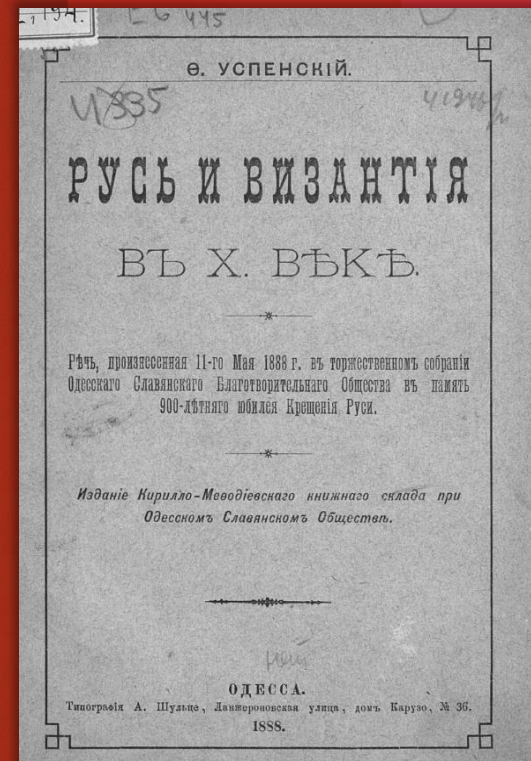 Ѳ. УСПЕНСКІЙ.
РУСЬ И ВИЗАНТІЯ
ВЪ X. ВѢКѢ.
Рѣчь, произнесенная 11-го Мая 1888 г. въ торжественномъ собраніи
Одесскаго Славянскаго Благотворительнаго Общества въ память
900-лѣтняго юбилея Крещенія Руси.
Изданіе Кирилло-Меѳодіевскаго книжнаго склада при
Одесскомъ Славянскомъ Обществѣ.
ОДЕССА.
Типографія А. Шульце, Ланжероновская улица, домъ Карузо, № 36.
1888.